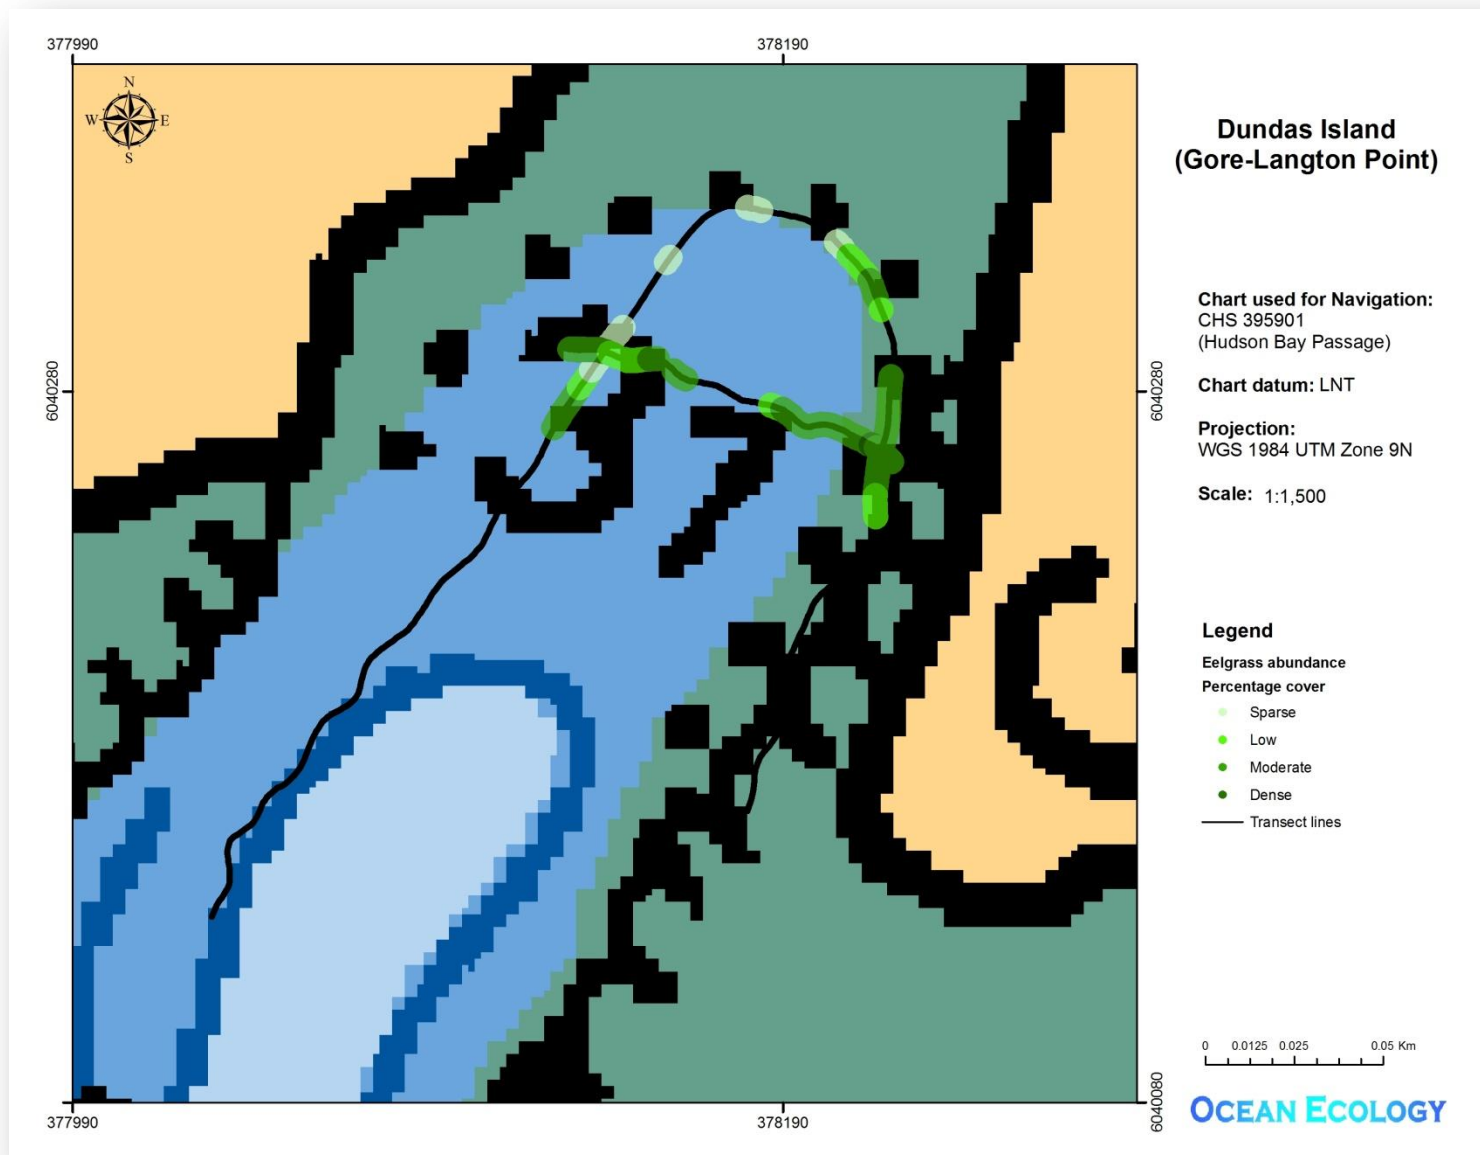 377990
378190
N
W E
S
6040280
6040280
6040080
377990
378190
Dundas Island
(Gore-Langton Point)
Chart used for Navigation:
CHS 395901
(Hudson Bay Passage)
Chart datum: LNT
Projection:
WGS 1984 UTM Zone 9N
Scale: 1:1,500
Legend
Eelgrass abundance
Percentage cover
Sparse
Low
Moderate
Dense
Transect lines
0 0.0125 0.025 0.05 Km
OCEAN ECOLOGY